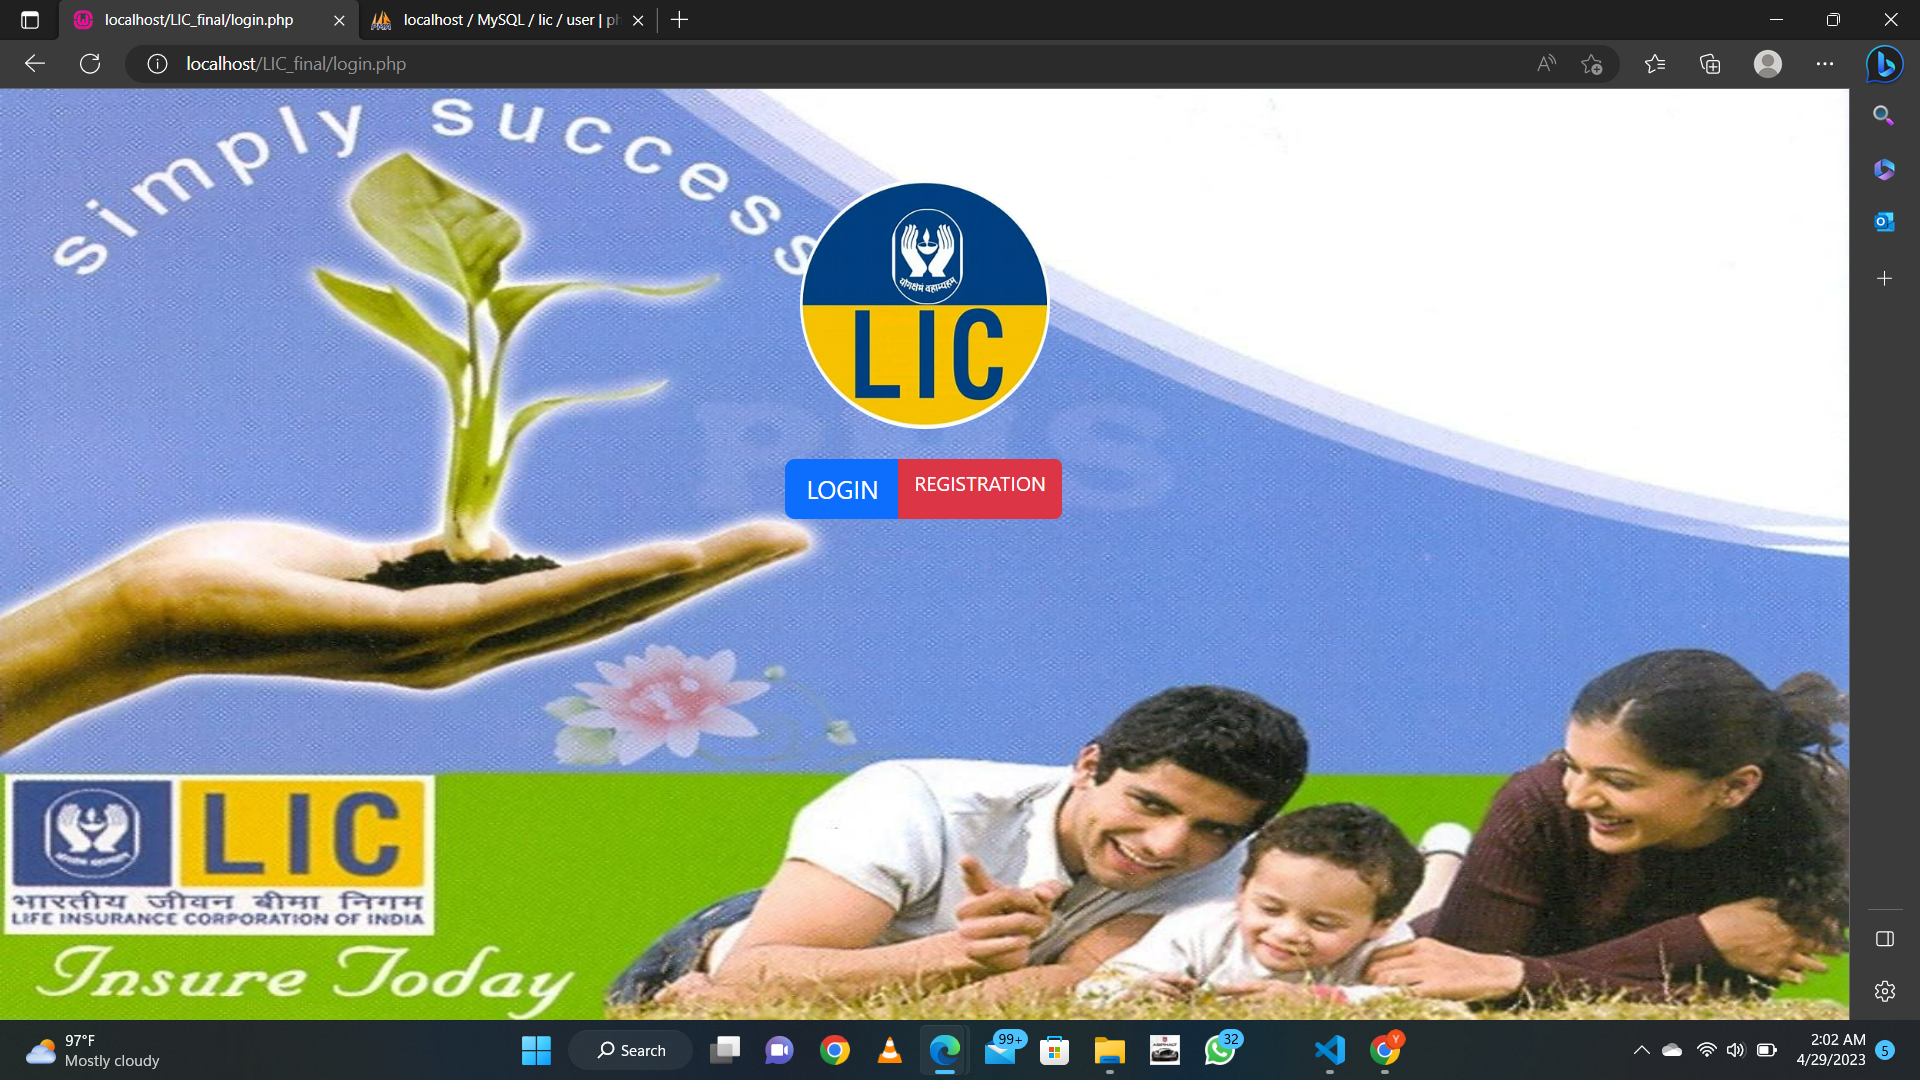 localhost/LIC_final/login.php
localhost / MySQL / lic / user | ph
localhost/LIC_final/login.php
simply success
योगक्षेमं वहाम्यहम्
LIC
LOGIN
REGISTRATION
LIC
भारतीय जीवन बीमा निगम
LIFE INSURANCE CORPORATION OF INDIA
Insure Today
97°F
Mostly cloudy
Search
99+
32
Y
2:02 AM
4/29/2023
5